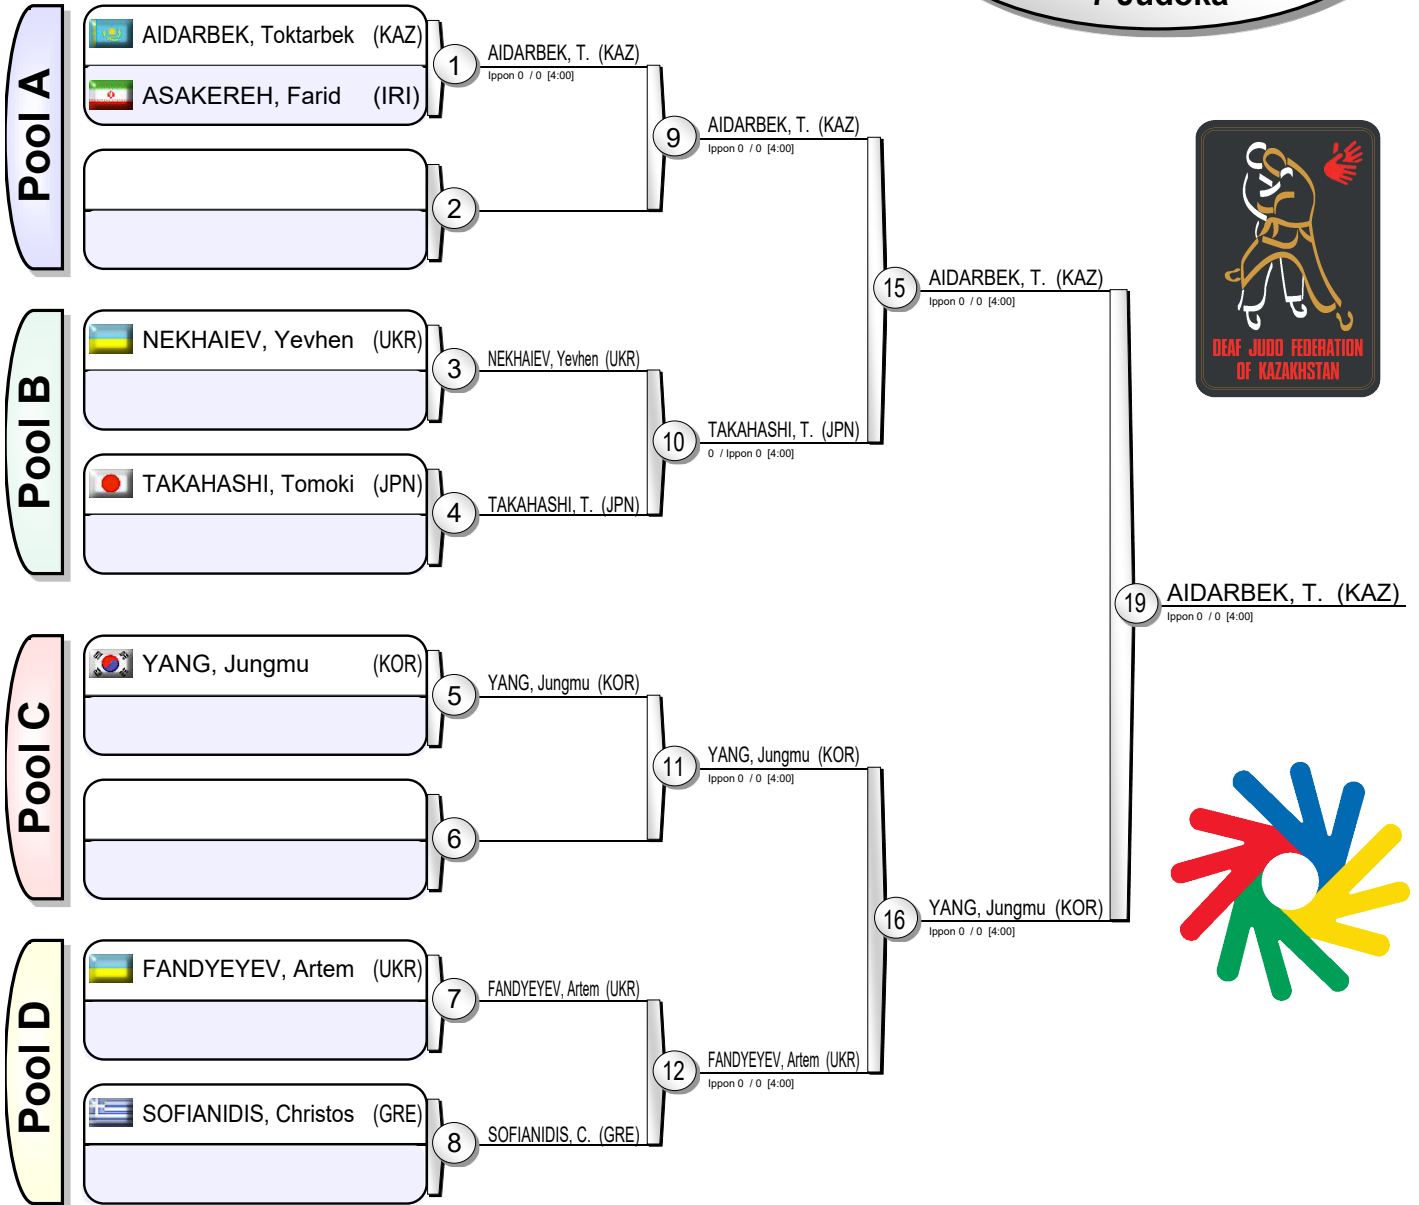 7 Judoka
Pool A
AIDARBEK, Toktarbek (KAZ)
ASAKEREH, Farid (IRI)
1
AIDARBEK, T. (KAZ)
Ippon 0 / 0 [4:00]
2
9
AIDARBEK, T. (KAZ)
Ippon 0 / 0 [4:00]
Pool B
NEKHAIEV, Yevhen (UKR)
3
NEKHAIEV, Yevhen (UKR)
TAKAHASHI, Tomoki (JPN)
4
TAKAHASHI, T. (JPN)
10
TAKAHASHI, T. (JPN)
0 / Ippon 0 [4:00]
15
AIDARBEK, T. (KAZ)
Ippon 0 / 0 [4:00]
DEAF JUDO FEDERATION
OF KAZAKHSTAN
19
AIDARBEK, T. (KAZ)
Ippon 0 / 0 [4:00]
Pool C
YANG, Jungmu (KOR)
5
YANG, Jungmu (KOR)
6
11
YANG, Jungmu (KOR)
Ippon 0 / 0 [4:00]
16
YANG, Jungmu (KOR)
Ippon 0 / 0 [4:00]
Pool D
FANDYEYEV, Artem (UKR)
7
FANDYEYEV, Artem (UKR)
SOFIANIDIS, Christos (GRE)
8
SOFIANIDIS, C. (GRE)
12
FANDYEYEV, Artem (UKR)
Ippon 0 / 0 [4:00]